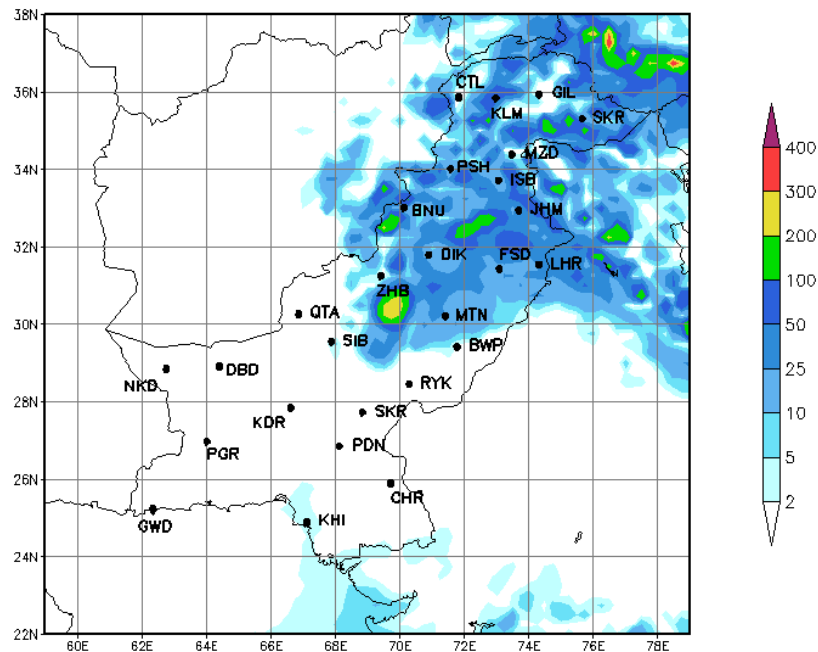 38N
36N
34N
32N
30N
28N
26N
24N
22N
60E 62E 64E 66E 68E 70E 72E 74E 76E 78E
CTL
GIL
KLM
SKR
MZD
PSH
ISB
BNU
JHM
DIK
FSD
LHR
ZHB
QTA
MTN
SIB
BWP
DBD
NKD
RYK
KDR
SKR
PGR
PDN
CHR
GWD
KHI
400
300
200
100
50
25
10
5
2